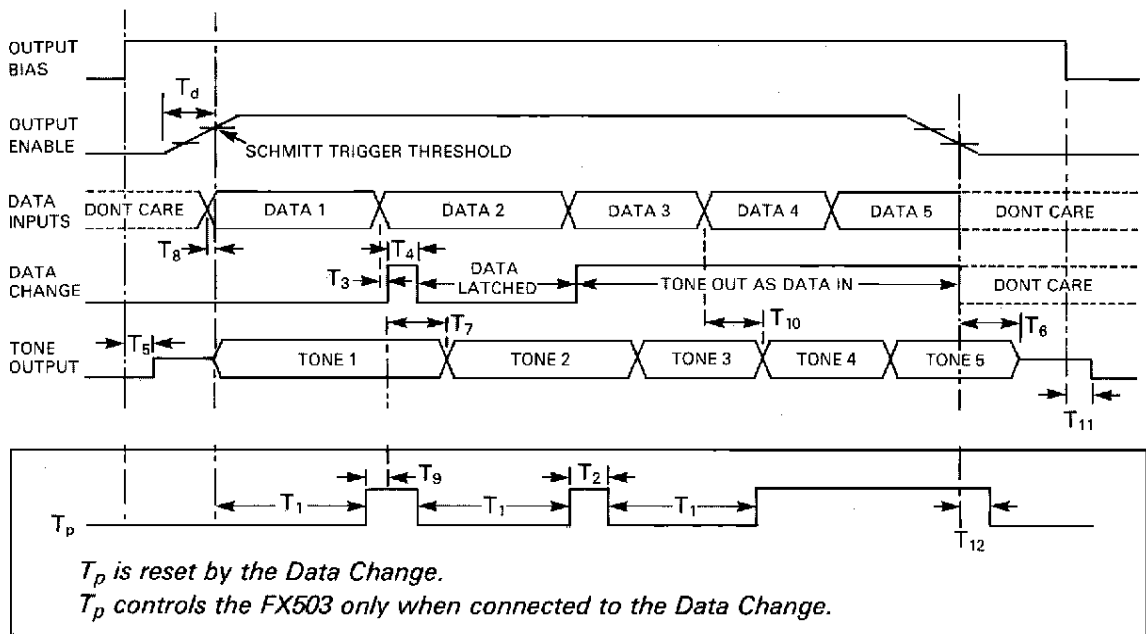 OUTPUT
BIAS
T_d
OUTPUT
ENABLE
SCHMITT TRIGGER THRESHOLD
DATA
INPUTS
DONT CARE
DATA 1
DATA 2
DATA 3
DATA 4
DATA 5
DONT CARE
T_8
T_4
DATA
CHANGE
T_3
DATA
LATCHED
TONE OUT AS DATA IN
DONT CARE
T_7
T_10
T_6
T_5
TONE
OUTPUT
TONE 1
TONE 2
TONE 3
TONE 4
TONE 5
T_11
T_9
T_2
T_p
T_1
T_1
T_1
T_12
T_p is reset by the Data Change.
T_p controls the FX503 only when connected to the Data Change.